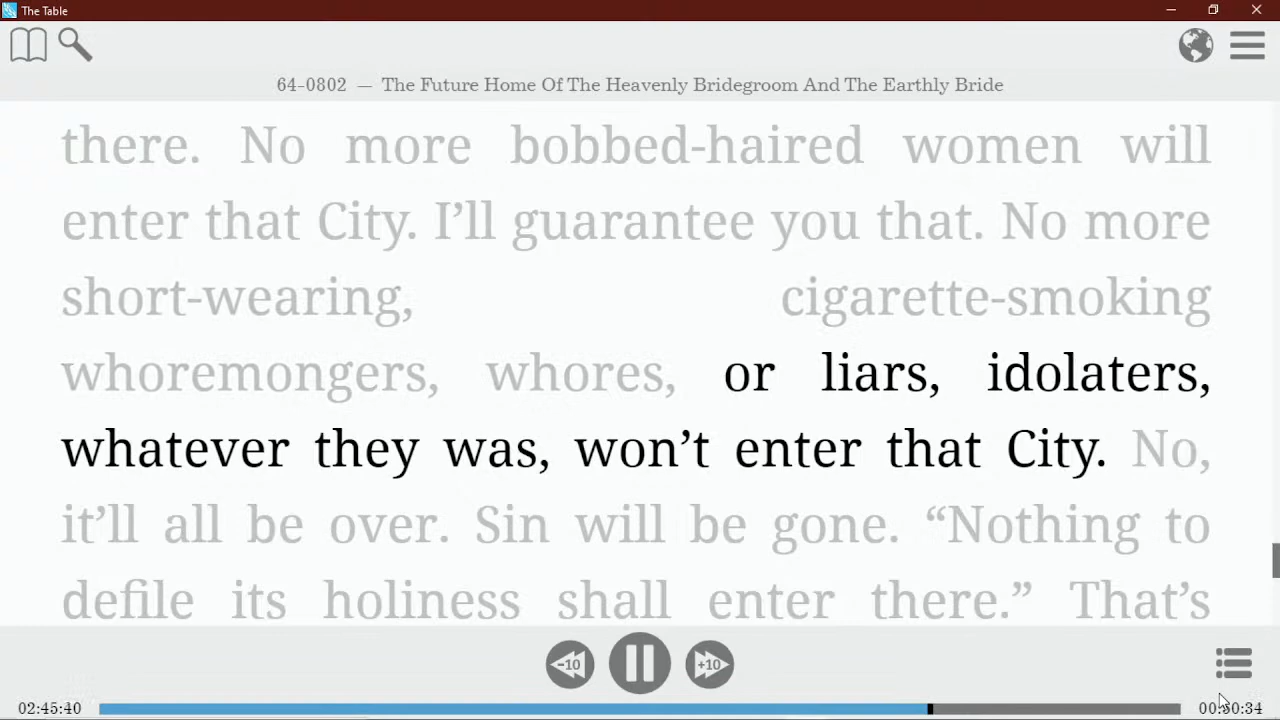 The Table
64-0802 — The Future Home Of The Heavenly Bridegroom And The Earthly Bride
there. No more bobbed-haired women will
enter that City. I’ll guarantee you that. No more
short-wearing, cigarette-smoking
whoremongers, whores, or liars, idolaters,
whatever they was, won’t enter that City. No,
it’ll all be over. Sin will be gone. “Nothing to
defile its holiness shall enter there.” That’s
-10 +10
02:45:40 00:50:34